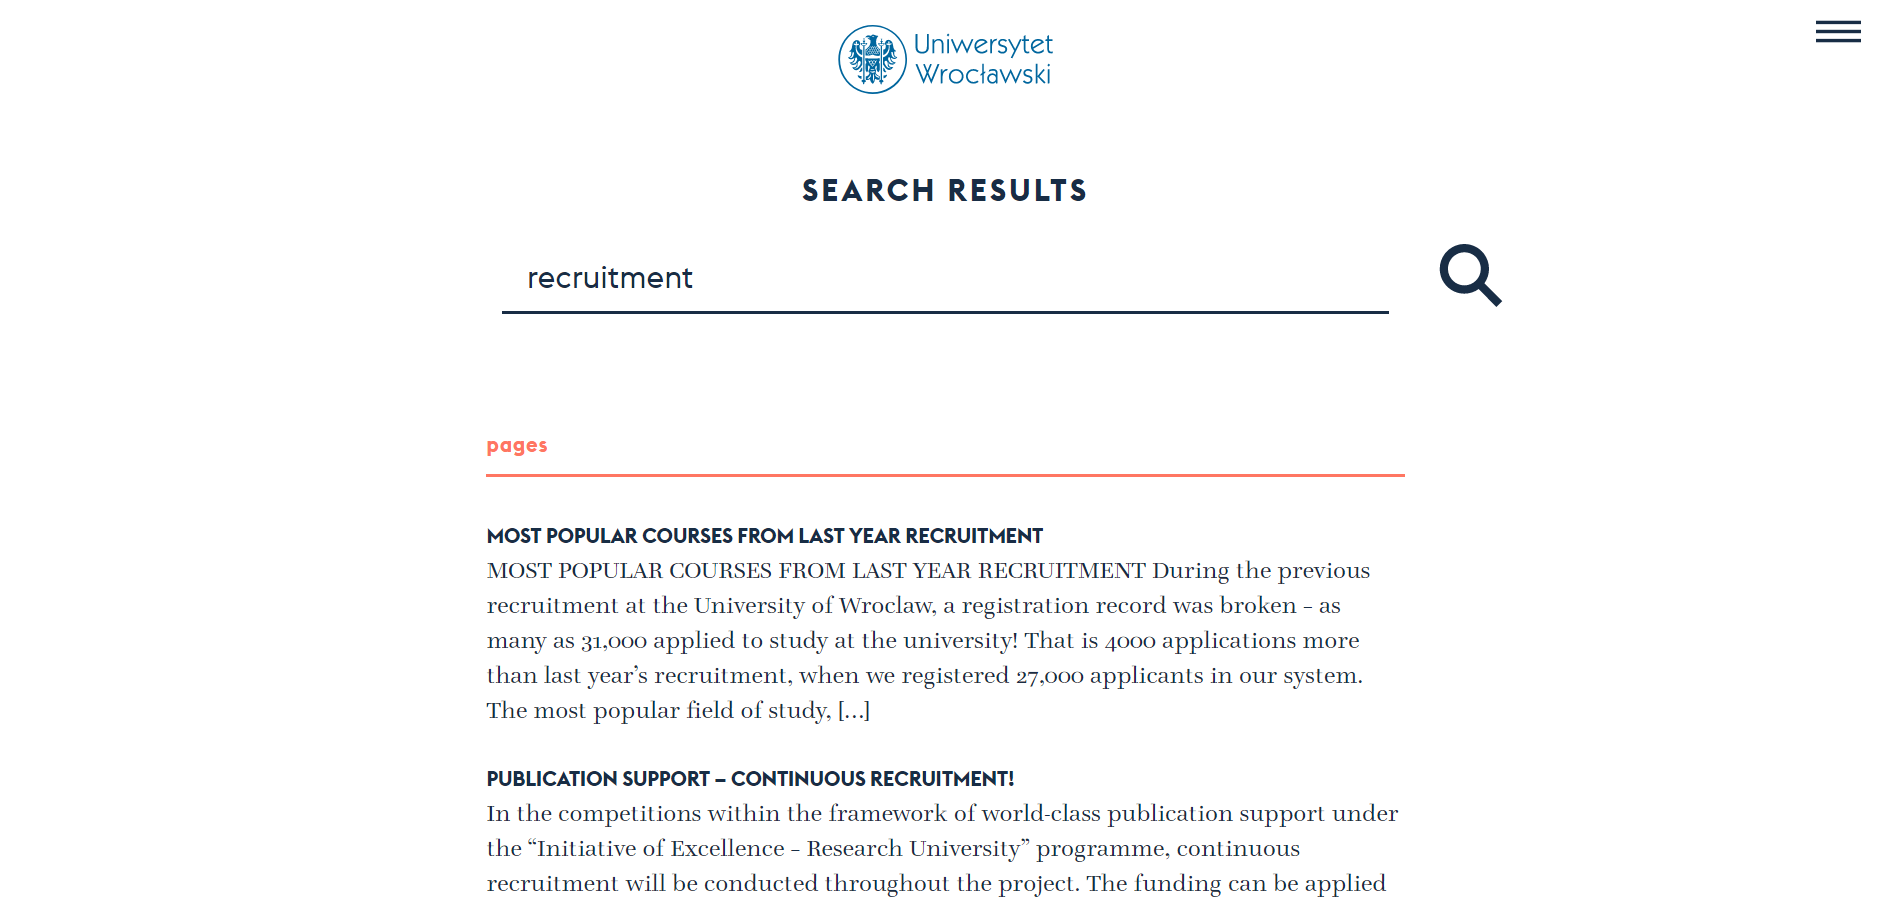 Uniwersytet
Wrocławski
SEARCH RESULTS
recruitment
pages
MOST POPULAR COURSES FROM LAST YEAR RECRUITMENT
MOST POPULAR COURSES FROM LAST YEAR RECRUITMENT During the previous
recruitment at the University of Wroclaw, a registration record was broken – as
many as 31,000 applied to study at the university! That is 4000 applications more
than last year’s recruitment, when we registered 27,000 applicants in our system.
The most popular field of study, […]
PUBLICATION SUPPORT – CONTINUOUS RECRUITMENT!
In the competitions within the framework of world-class publication support under
the “Initiative of Excellence – Research University” programme, continuous
recruitment will be conducted throughout the project. The funding can be applied